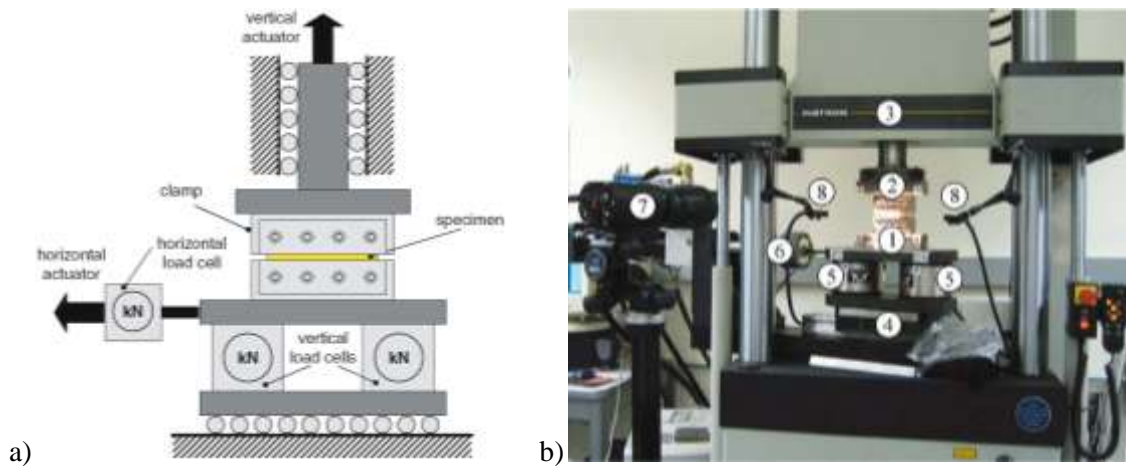 vertical
actuator
clamp
specimen
horizontal
load cell
horizontal
actuator
kN
vertical
load cells
kN
kN
a)
b)
3
2
8
8
7
1
6
5
5
4